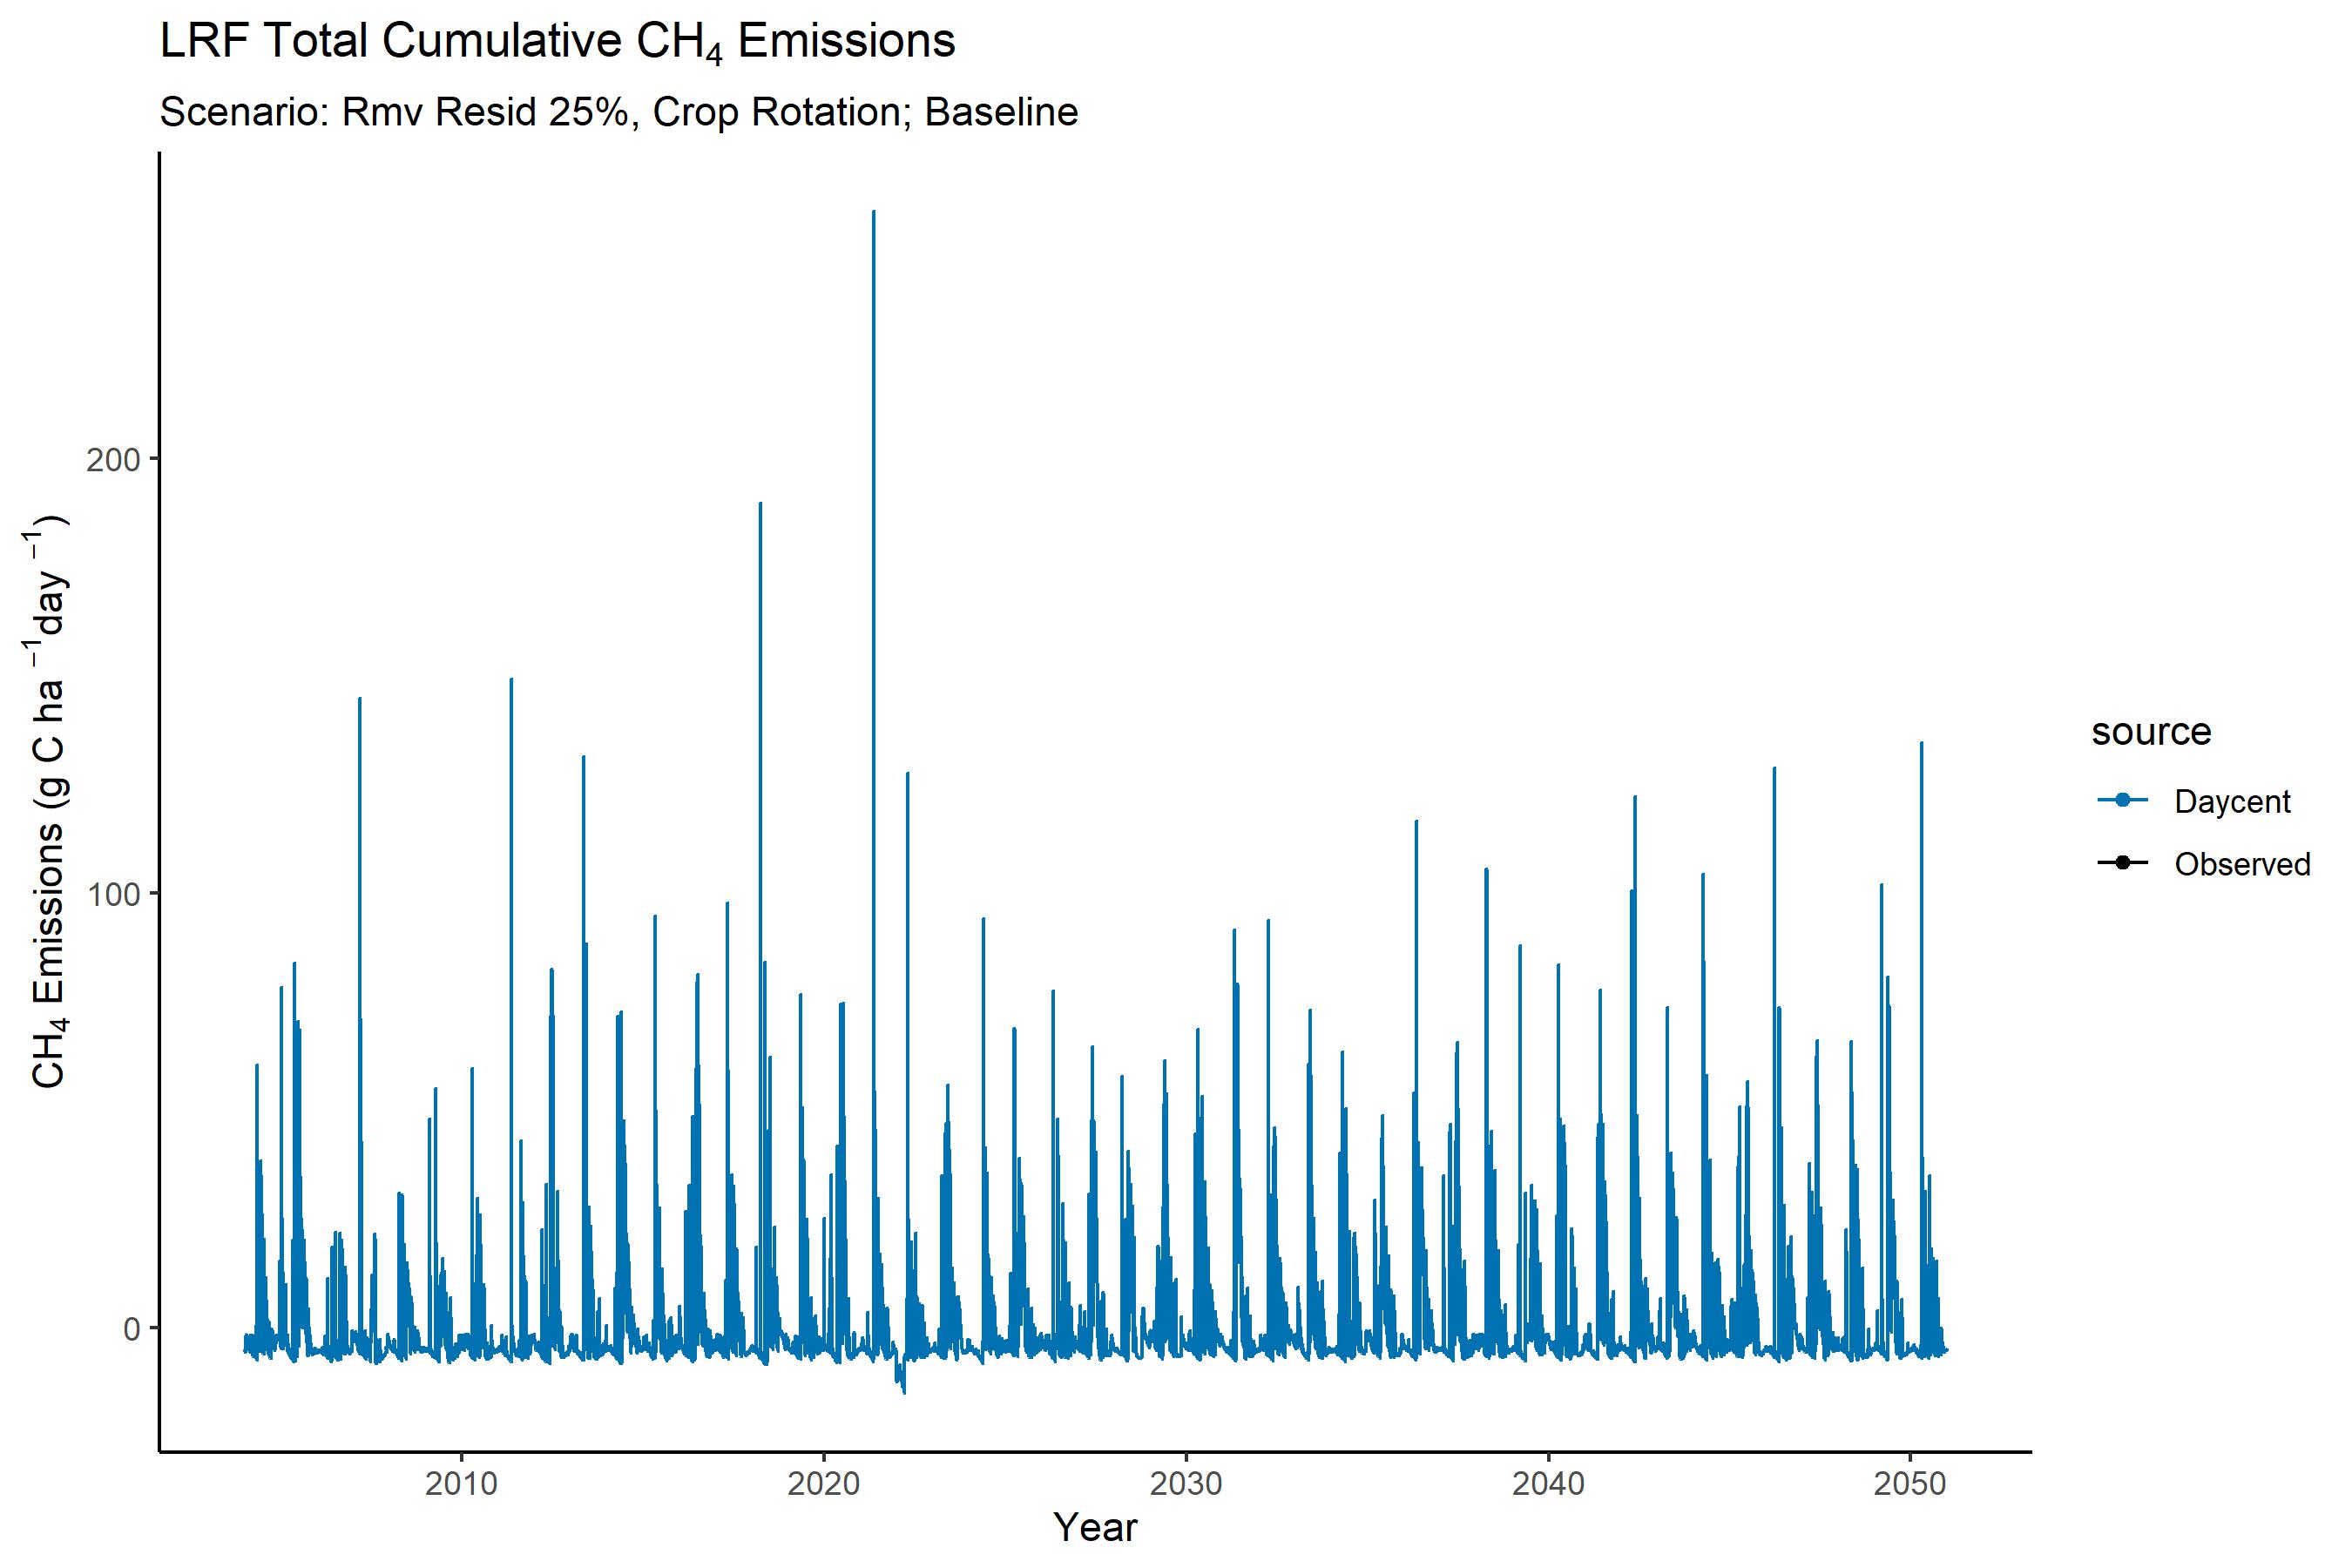 LRF Total Cumulative CH₄ Emissions
Scenario: Rmv Resid 25%, Crop Rotation; Baseline
CH₄ Emissions (g C ha ⁻¹day ⁻¹)
200
100
0
2010 2020 2030 2040 2050
Year
source
Daycent
Observed